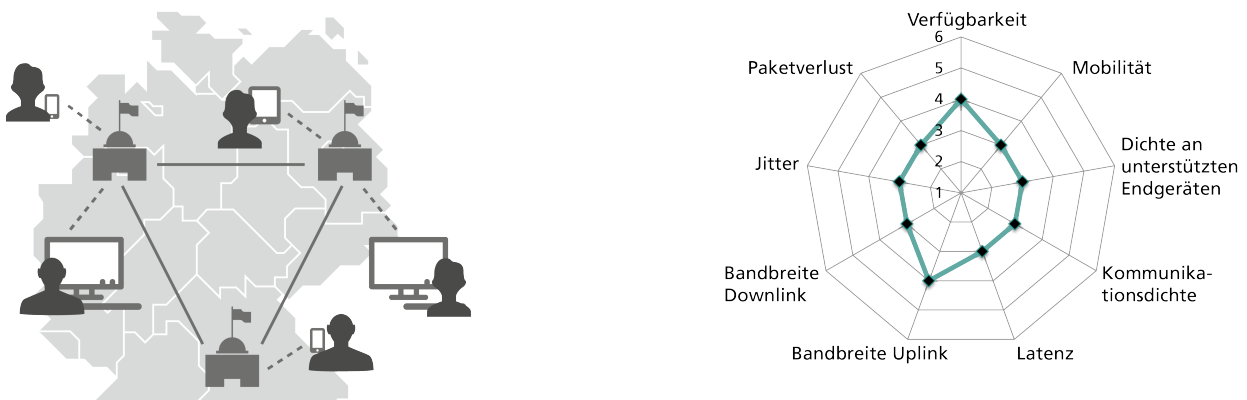 Verfügbarkeit
6
5
4
3
2
1
Mobilität
Dichte an
unterstützten
Endgeräten
Kommunika-
tionsdichte
Latenz
Bandbreite Uplink
Bandbreite
Downlink
Jitter
Paketverlust